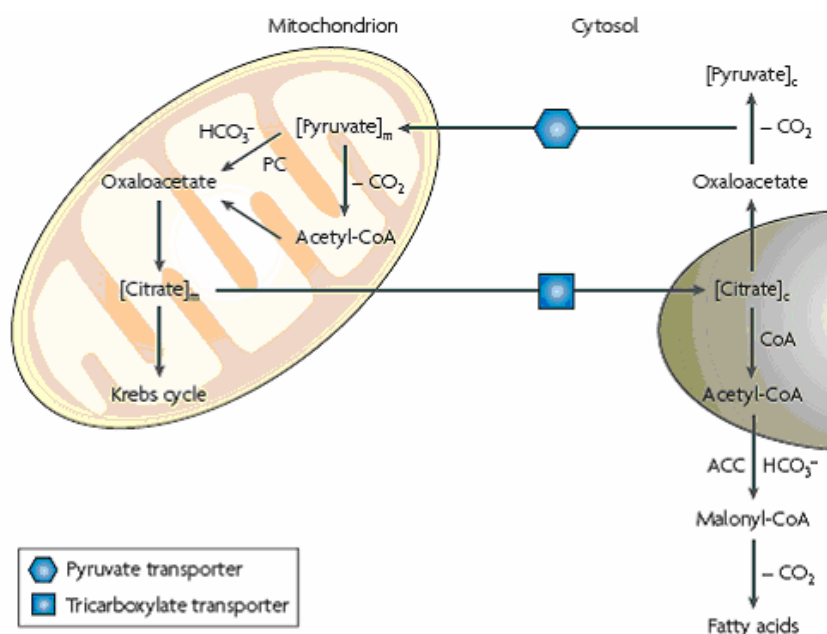 Mitochondrion
Cytosol
[Pyruvate]c
– CO2
Oxaloacetate
[Pyruvate]m
HCO3–
PC
Oxaloacetate
– CO2
Acetyl-CoA
[Citrate]m
[Citrate]c
CoA
Krebs cycle
Acetyl-CoA
ACC
HCO3–
Malonyl-CoA
– CO2
Fatty acids
Pyruvate transporter
Tricarboxylate transporter